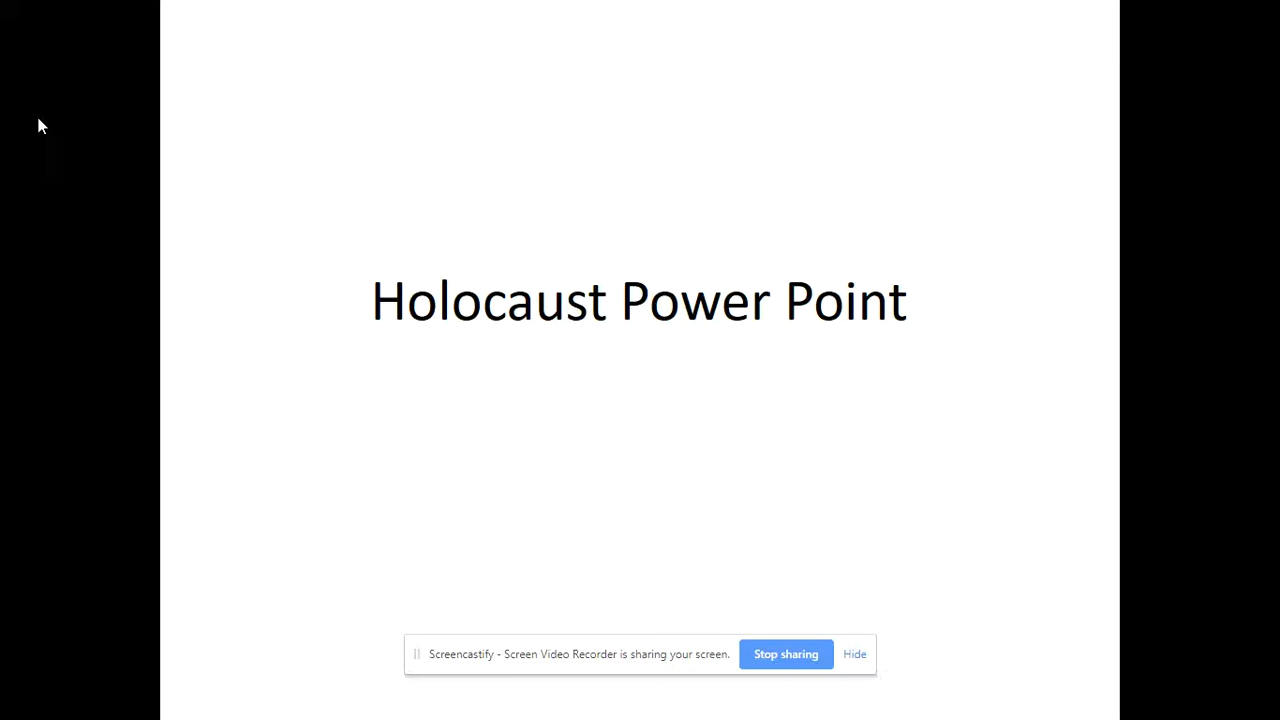 Holocaust Power Point
Screencastify - Screen Video Recorder is sharing your screen. Stop sharing Hide